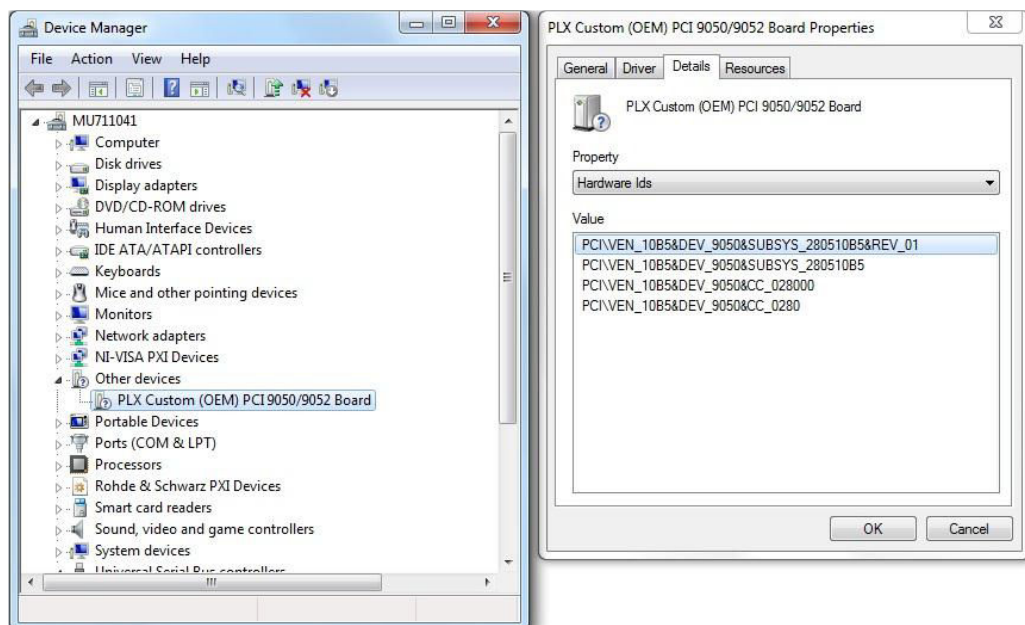 Device Manager
File Action View Help
MU711041
Computer
Disk drives
Display adapters
DVD/CD-ROM drives
Human Interface Devices
IDE ATA/ATAPI controllers
Keyboards
Mice and other pointing devices
Monitors
Network adapters
NI-VISA PXI Devices
Other devices
PLX Custom (OEM) PCI 9050/9052 Board
Portable Devices
Ports (COM & LPT)
Processors
Rohde & Schwarz PXI Devices
Smart card readers
Sound, video and game controllers
System devices
Universal Serial Bus controllers
PLX Custom (OEM) PCI 9050/9052 Board Properties
General Driver Details Resources
PLX Custom (OEM) PCI 9050/9052 Board
Property
Hardware Ids
Value
PCI\VEN_10B5&DEV_9050&SUBSYS_280510B5&REV_01
PCI\VEN_10B5&DEV_9050&SUBSYS_280510B5
PCI\VEN_10B5&DEV_9050&CC_028000
PCI\VEN_10B5&DEV_9050&CC_0280
OK Cancel